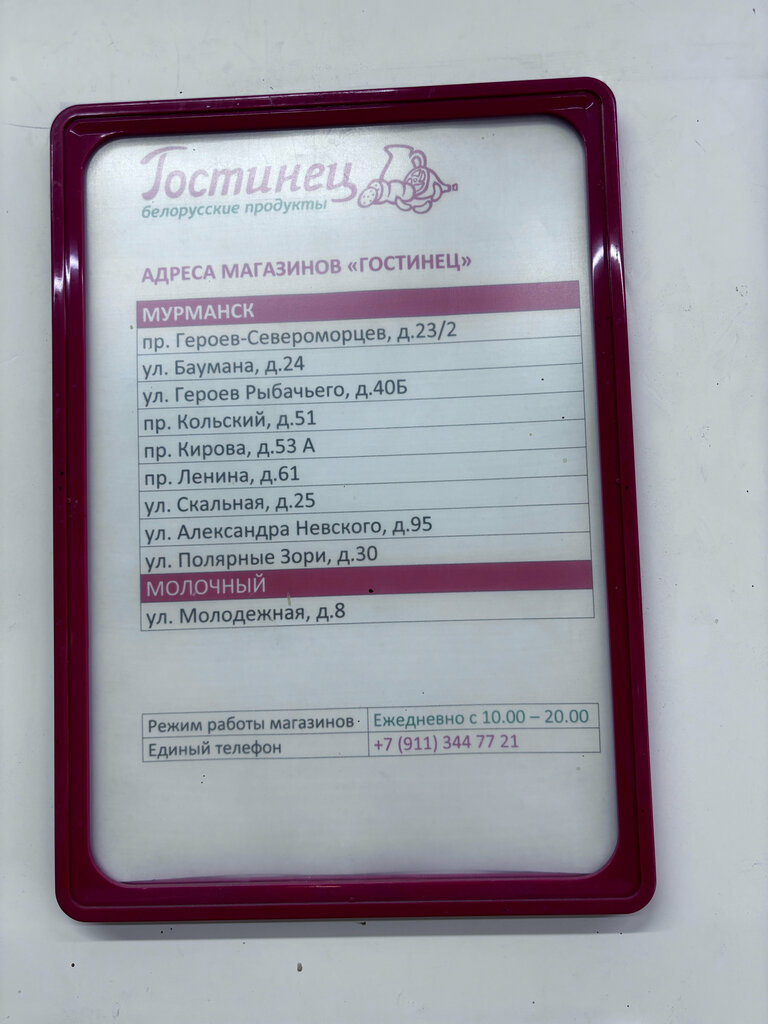 Гостинец
белорусские продукты
АДРЕСА МАГАЗИНОВ «ГОСТИНЕЦ»
МУРМАНСК
пр. Героев-Североморцев, д.23/2
ул. Баумана, д.24
ул. Героев Рыбачьего, д.40Б
пр. Кольский, д.51
пр. Кирова, д.53 А
пр. Ленина, д.61
ул. Скальная, д.25
ул. Александра Невского, д.95
ул. Полярные Зори, д.30
МОЛОЧНЫЙ
ул. Молодежная, д.8
Режим работы магазинов Ежедневно с 10.00 – 20.00
Единый телефон +7 (911) 344 77 21